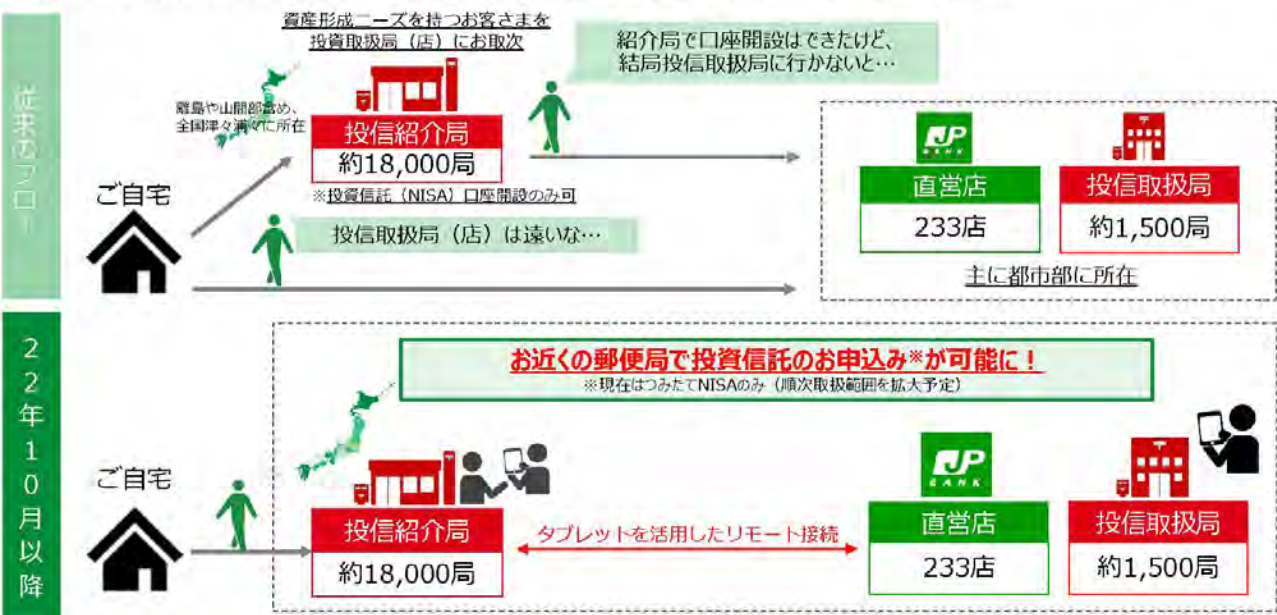 従来のフロー
資産形成ニーズを持つお客さまを
投資取扱局（店）にお取次
離島や山間部含め、
全国津々浦々に所在
投信紹介局
約18,000局
※投資信託（NISA）口座開設のみ可
紹介局で口座開設はできたけど、
結局投信取扱局に行かないと…
ご自宅
投信取扱局（店）は遠いな…
JP
BANK
直営店
233店
投信取扱局
約1,500局
主に都市部に所在
22年10月以降
お近くの郵便局で投資信託のお申込み※が可能に！
※現在はつみたてNISAのみ（順次取扱範囲を拡大予定）
ご自宅
投信紹介局
約18,000局
タブレットを活用したリモート接続
JP
BANK
直営店
233店
投信取扱局
約1,500局